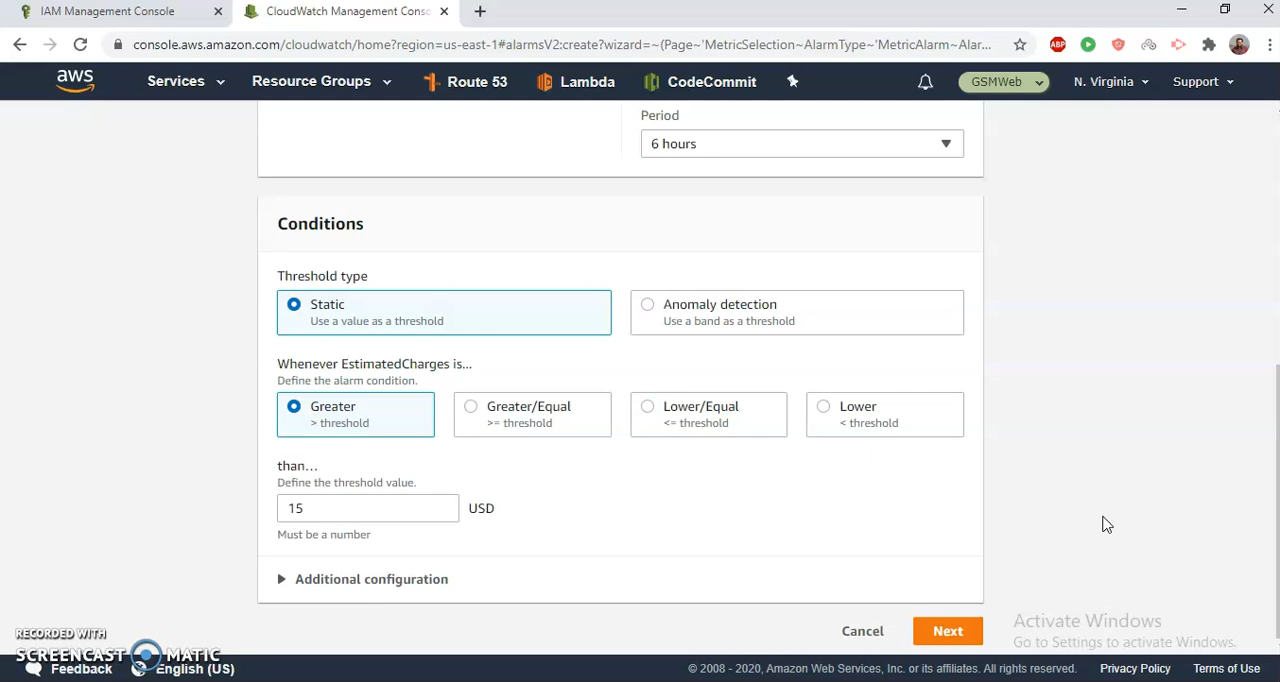 IAM Management Console
CloudWatch Management Consc
console.aws.amazon.com/cloudwatch/home?region=us-east-1#alarmsV2:create?wizard=~(Page~'MetricSelection~AlarmType~'MetricAlarm~Alar...
ABP
aws Services Resource Groups Route 53 Lambda CodeCommit GSMWeb N. Virginia Support
Period
6 hours
Conditions
Threshold type
Static
Use a value as a threshold
Anomaly detection
Use a band as a threshold
Whenever EstimatedCharges is...
Define the alarm condition.
Greater
> threshold
Greater/Equal
>= threshold
Lower/Equal
<= threshold
Lower
< threshold
than...
Define the threshold value.
15 USD
Must be a number
Additional configuration
Cancel Next
Activate Windows
Go to Settings to activate Windows.
RECORDED WITH
SCREENCAST MATIC
Feedback English (US) © 2008 - 2020, Amazon Web Services, Inc. or its affiliates. All rights reserved. Privacy Policy Terms of Use